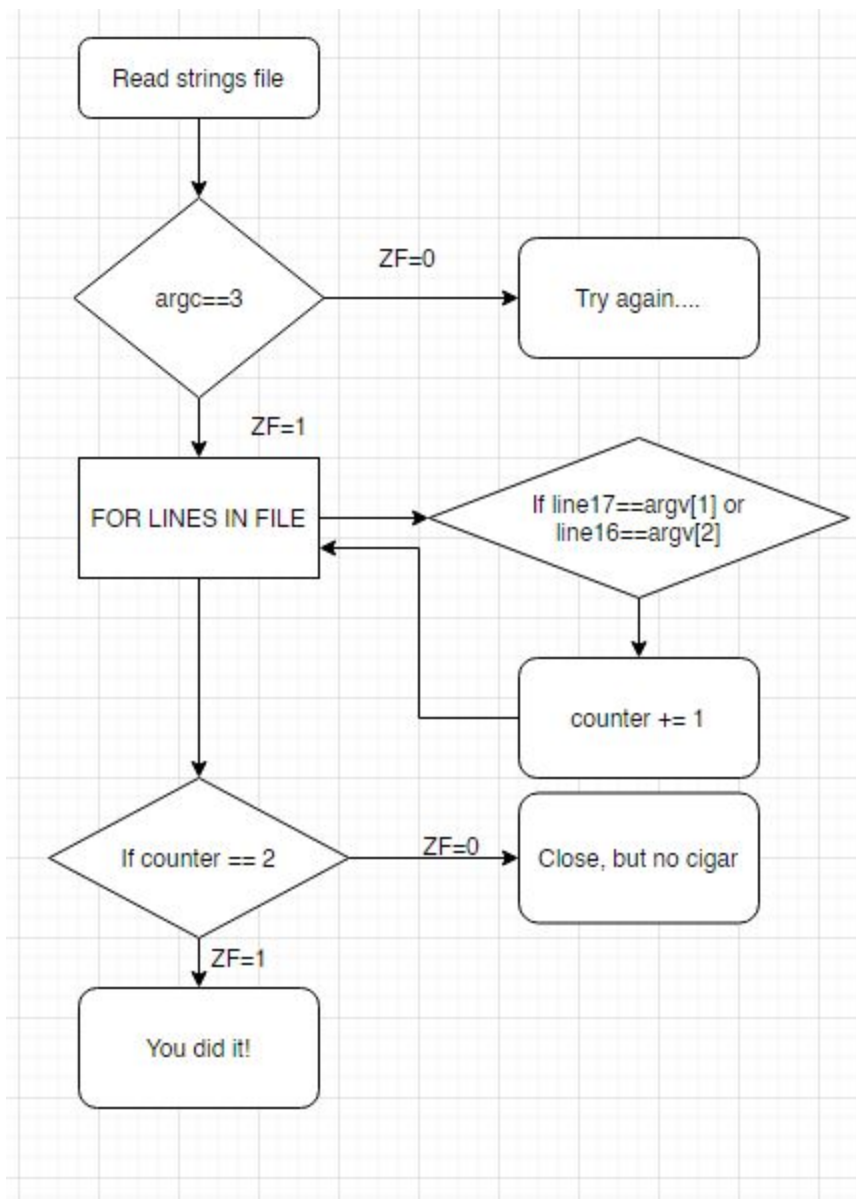 Read strings file
argc==3
ZF=0
Try again....
ZF=1
FOR LINES IN FILE
If line17==argv[1] or
line16==argv[2]
counter += 1
If counter == 2
ZF=0
Close, but no cigar
ZF=1
You did it!